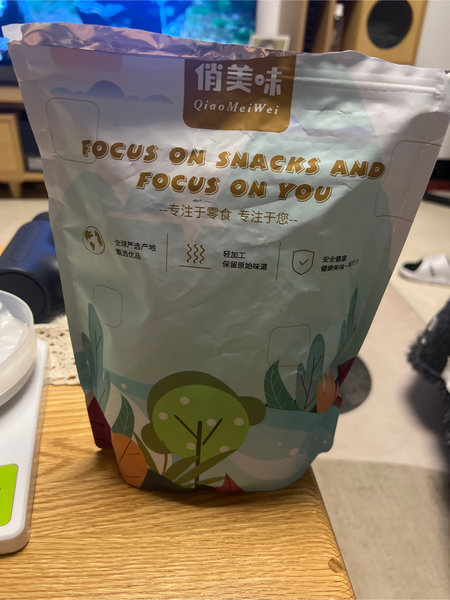 俏美味
QiaoMeiWei
FOCUS ON SNACKS AND
FOCUS ON YOU
--专注于零食 专注于您--
全球严选产地
甄选优品
轻加工
保留原始味道
安全健康